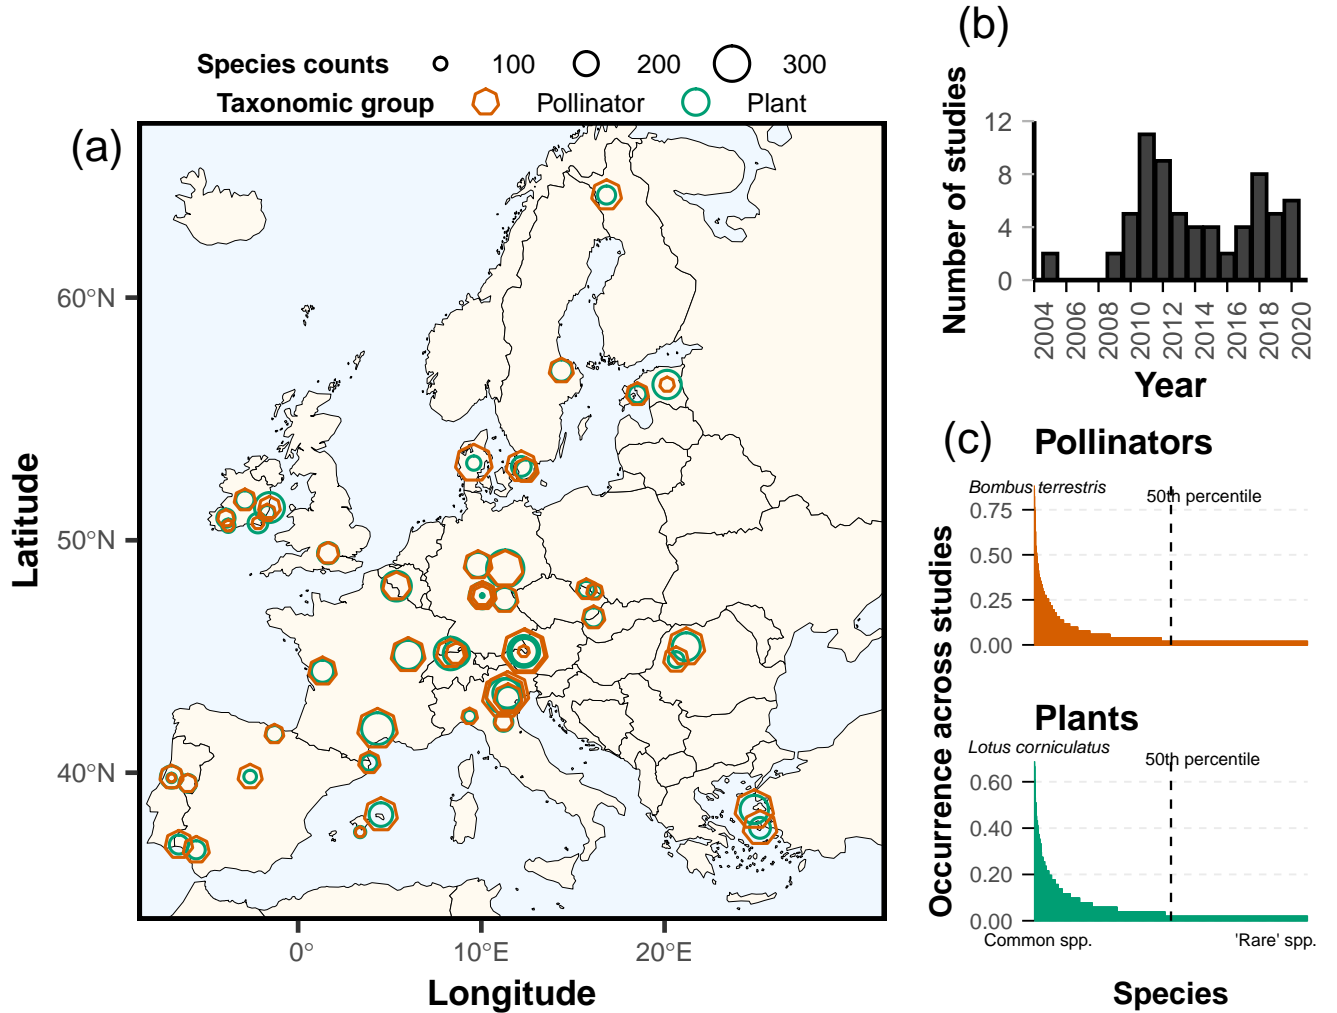 Species counts 100 200 300
Taxonomic group Pollinator Plant
(a)
60°N
50°N
40°N
Latitude
0° 10°E 20°E
Longitude
(b)
Number of studies
12
8
4
0
2004 2006 2008 2010 2012 2014 2016 2018 2020
Year
(c)
Pollinators
Occurrence across studies
Bombus terrestris
50th percentile
0.75
0.50
0.25
0.00
Plants
Lotus corniculatus
50th percentile
0.60
0.40
0.20
0.00
Common spp. 'Rare' spp.
Species